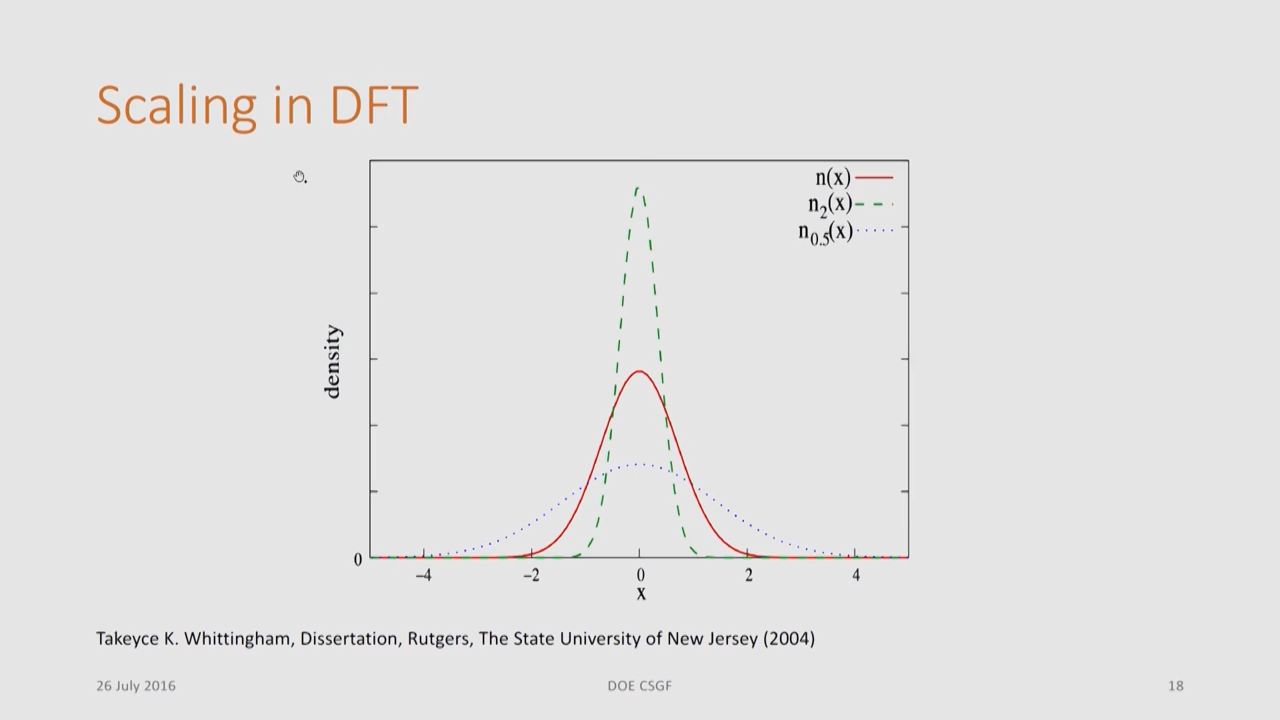 Scaling in DFT
n(x)
n2(x)
n0.5(x)
density
0
−4 −2 0 2 4
x
Takeyce K. Whittingham, Dissertation, Rutgers, The State University of New Jersey (2004)
26 July 2016 DOE CSGF 18